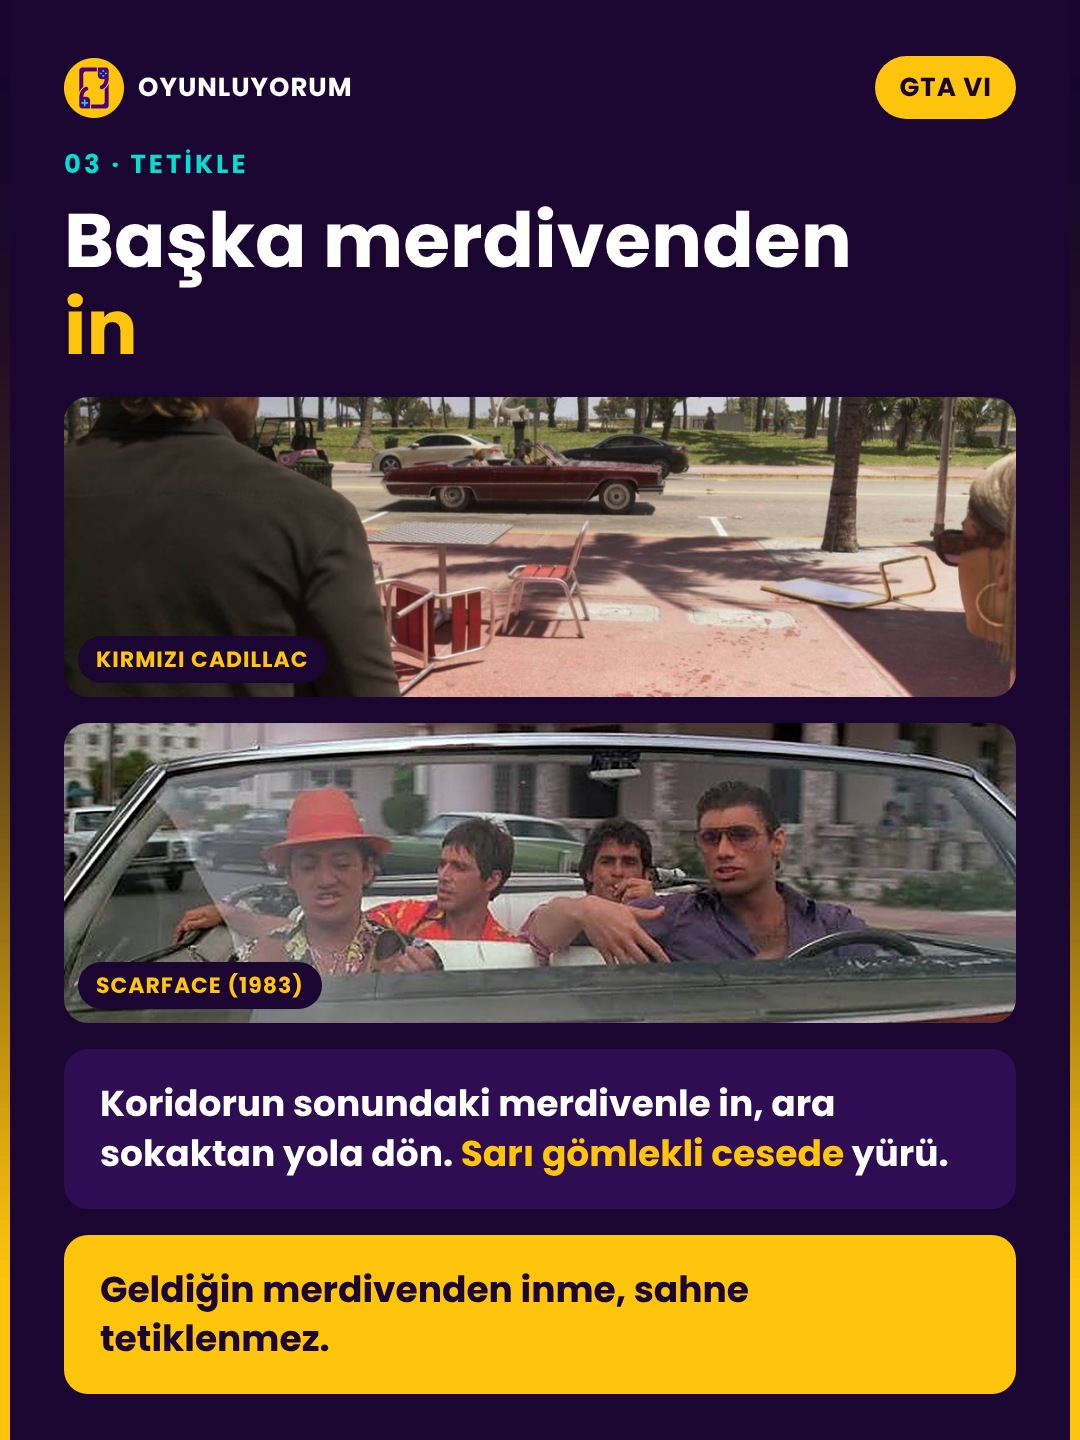 OYUNLUYORUM
GTA VI
03 · TETİKLE
Başka merdivenden
in
KIRMIZI CADILLAC
SCARFACE (1983)
Koridorun sonundaki merdivenle in, ara
sokaktan yola dön. Sarı gömlekli cesede yürü.
Geldiğin merdivenden inme, sahne
tetiklenmez.